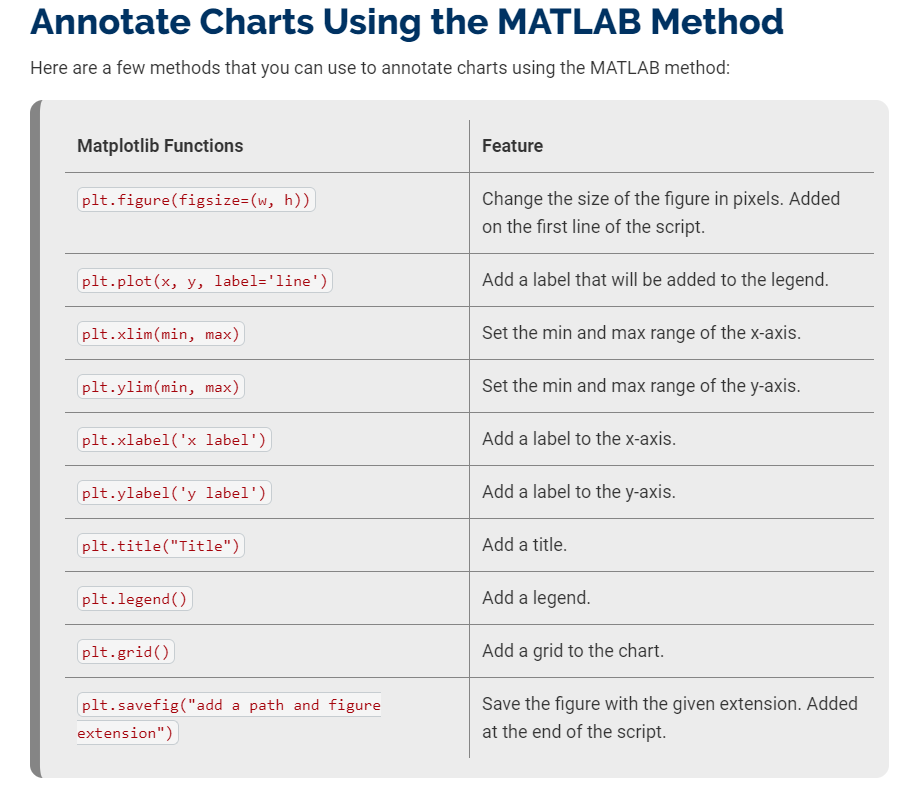 Annotate Charts Using the MATLAB Method
Here are a few methods that you can use to annotate charts using the MATLAB method:
Matplotlib Functions
Feature
plt.figure(figsize=(w, h))
Change the size of the figure in pixels. Added
on the first line of the script.
plt.plot(x, y, label='line')
Add a label that will be added to the legend.
plt.xlim(min, max)
Set the min and max range of the x-axis.
plt.ylim(min, max)
Set the min and max range of the y-axis.
plt.xlabel('x label')
Add a label to the x-axis.
plt.ylabel('y label')
Add a label to the y-axis.
plt.title("Title")
Add a title.
plt.legend()
Add a legend.
plt.grid()
Add a grid to the chart.
plt.savefig("add a path and figure
extension")
Save the figure with the given extension. Added
at the end of the script.